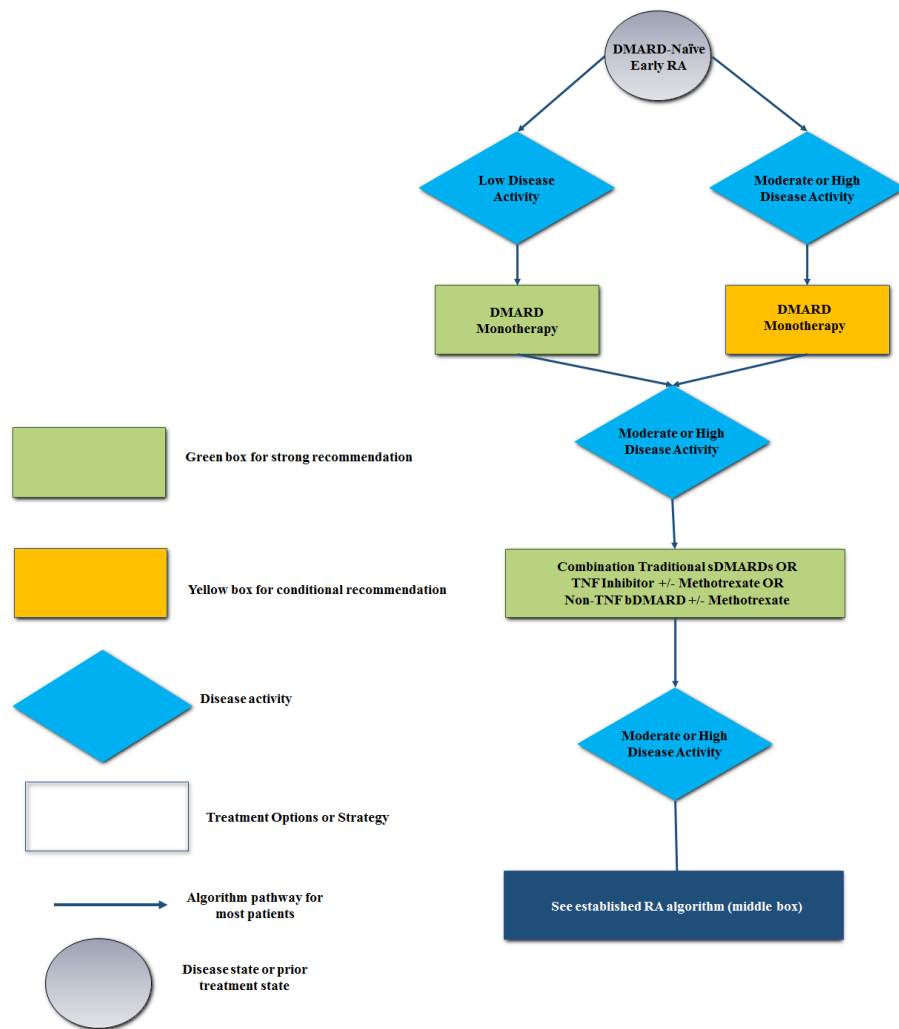 DMARD-Naïve
Early RA
Low Disease
Activity
Moderate or High
Disease Activity
DMARD
Monotherapy
DMARD
Monotherapy
Moderate or High
Disease Activity
Green box for strong recommendation
Combination Traditional sDMARDs OR
TNF Inhibitor +/- Methotrexate OR
Non-TNF bDMARD +/- Methotrexate
Yellow box for conditional recommendation
Disease activity
Moderate or High
Disease Activity
Treatment Options or Strategy
Algorithm pathway for
most patients
See established RA algorithm (middle box)
Disease state or prior
treatment state